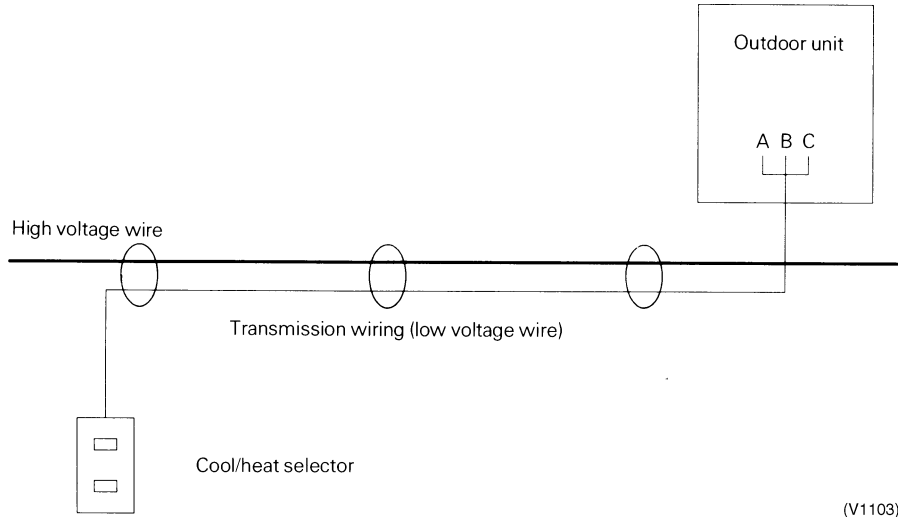 Outdoor unit
A B C
High voltage wire
Transmission wiring (low voltage wire)
Cool/heat selector
(V1103)